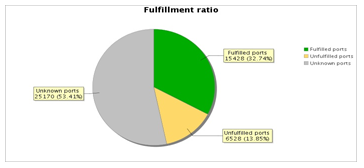 Fulfillment ratio
Fulfilled ports
15428 (32.74%)
Fulfilled ports
Unfulfilled ports
Unknown ports
Unknown ports
25170 (53.41%)
Unfulfilled ports
6528 (13.85%)